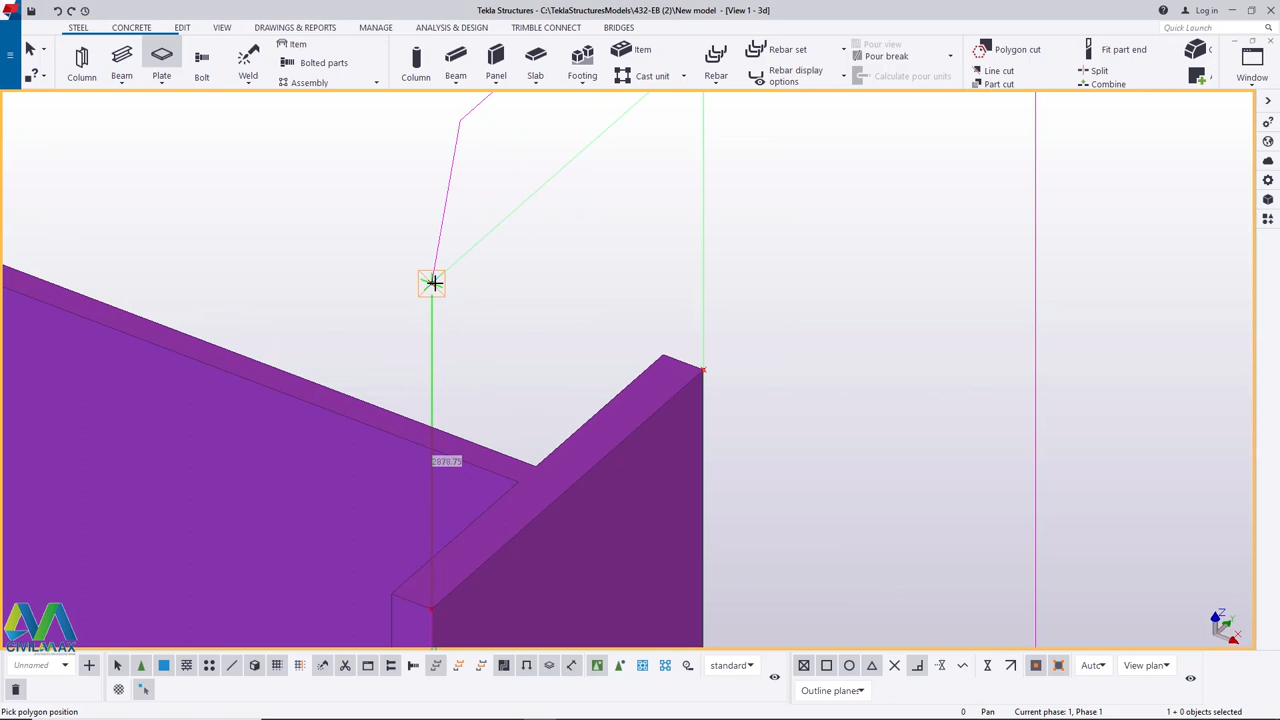 Tekla Structures - C:\TeklaStructuresModels\432-EB (2)\New model - [View 1 - 3d]
Log in
STEEL CONCRETE EDIT VIEW DRAWINGS & REPORTS MANAGE ANALYSIS & DESIGN TRIMBLE CONNECT BRIDGES
Quick Launch
Column Beam Plate Bolt Weld
Item
Bolted parts
Assembly
Column Beam Panel Slab Footing
Item
Cast unit
Rebar
Rebar set
Rebar display options
Pour view
Pour break
Calculate pour units
Polygon cut
Line cut
Part cut
Fit part end
Split
Combine
C
Window
2878.75
Z
CIVILMAX
Unnamed
standard
Auto
View plan
Outline planes
Pick polygon position
0 Pan Current phase: 1, Phase 1 1 + 0 objects selected